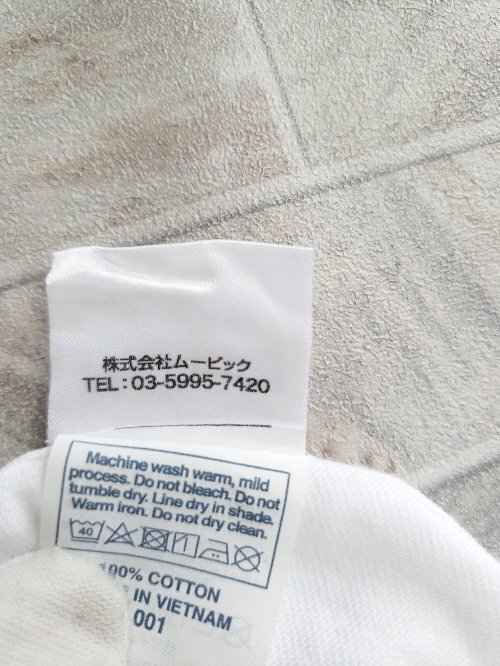 株式会社ムービック
TEL:03-5995-7420
Machine wash warm, mild
process. Do not bleach. Do not
tumble dry. Line dry in shade.
Warm iron. Do not dry clean.
40
100% COTTON
IN VIETNAM
001